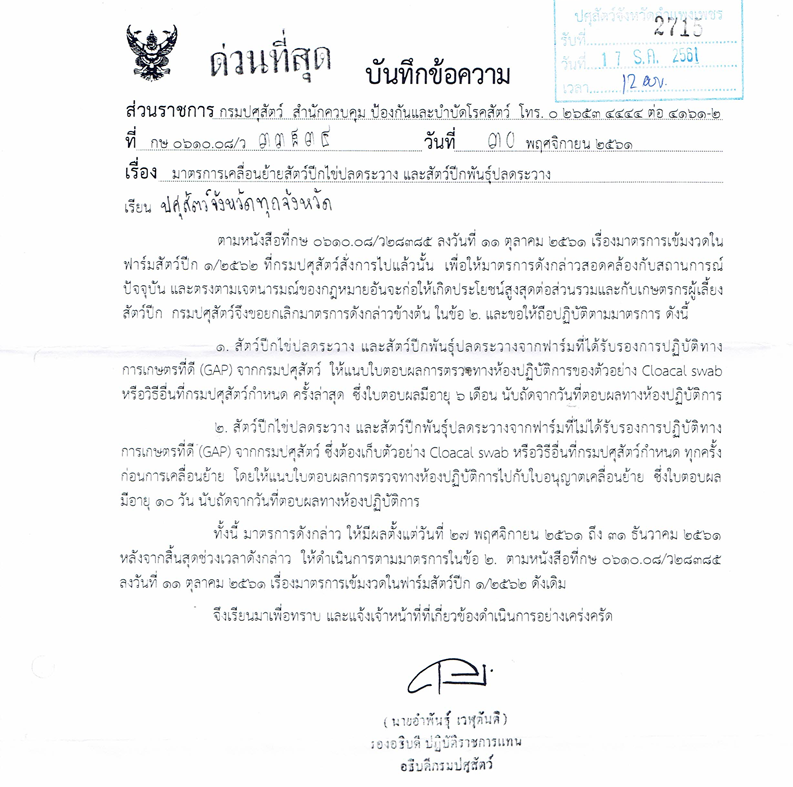 ปศุสัตว์จังหวัดกำแพงเพชร
2715
รับที่
วันที่ 17 ธ.ค. 2561
เวลา 12 ๐๐น.
ด่วนที่สุด
บันทึกข้อความ
ส่วนราชการ กรมปศุสัตว์ สำนักควบคุม ป้องกันและบำบัดโรคสัตว์ โทร. ๐ ๒๖๕๓ ๔๔๔๔ ต่อ ๔๑๖๑-๒
ที่ กษ ๐๖๑๐.๐๘/ว วันที่ ๓๐ พฤศจิกายน ๒๕๖๑
เรื่อง มาตรการเคลื่อนย้ายสัตว์ปีกไข่ปลดระวาง และสัตว์ปีกพันธุ์ปลดระวาง
เรียน ปศุสัตว์จังหวัดทุกจังหวัด
ตามหนังสือที่กษ ๐๖๑๐.๐๘/ว๒๘๓๘๕ ลงวันที่ ๑๑ ตุลาคม ๒๕๖๑ เรื่องมาตรการเข้มงวดใน
ฟาร์มสัตว์ปีก ๑/๒๕๖๒ ที่กรมปศุสัตว์สั่งการไปแล้วนั้น เพื่อให้มาตรการดังกล่าวสอดคล้องกับสถานการณ์
ปัจจุบัน และตรงตามเจตนารมณ์ของกฎหมายอันจะก่อให้เกิดประโยชน์สูงสุดต่อส่วนรวมและกับเกษตรกรผู้เลี้ยง
สัตว์ปีก กรมปศุสัตว์จึงขอยกเลิกมาตรการดังกล่าวข้างต้น ในข้อ ๒. และขอให้ถือปฏิบัติตามมาตรการ ดังนี้
๑. สัตว์ปีกไข่ปลดระวาง และสัตว์ปีกพันธุ์ปลดระวางจากฟาร์มที่ได้รับรองการปฏิบัติทาง
การเกษตรที่ดี (GAP) จากกรมปศุสัตว์ ให้แนบใบตอบผลการตรวจทางห้องปฏิบัติการของตัวอย่าง Cloacal swab
หรือวิธีอื่นที่กรมปศุสัตว์กำหนด ครั้งล่าสุด ซึ่งใบตอบผลมีอายุ ๖ เดือน นับถัดจากวันที่ตอบผลทางห้องปฏิบัติการ
๒. สัตว์ปีกไข่ปลดระวาง และสัตว์ปีกพันธุ์ปลดระวางจากฟาร์มที่ไม่ได้รับรองการปฏิบัติทาง
การเกษตรที่ดี (GAP) จากกรมปศุสัตว์ ซึ่งต้องเก็บตัวอย่าง Cloacal swab หรือวิธีอื่นที่กรมปศุสัตว์กำหนด ทุกครั้ง
ก่อนการเคลื่อนย้าย โดยให้แนบใบตอบผลการตรวจทางห้องปฏิบัติการไปกับใบอนุญาตเคลื่อนย้าย ซึ่งใบตอบผล
มีอายุ ๑๐ วัน นับถัดจากวันที่ตอบผลทางห้องปฏิบัติการ
ทั้งนี้ มาตรการดังกล่าว ให้มีผลตั้งแต่วันที่ ๒๗ พฤศจิกายน ๒๕๖๑ ถึง ๓๑ ธันวาคม ๒๕๖๑
หลังจากสิ้นสุดช่วงเวลาดังกล่าว ให้ดำเนินการตามมาตรการในข้อ ๒. ตามหนังสือที่กษ ๐๖๑๐.๐๘/ว๒๘๓๘๕
ลงวันที่ ๑๑ ตุลาคม ๒๕๖๑ เรื่องมาตรการเข้มงวดในฟาร์มสัตว์ปีก ๑/๒๕๖๒ ดังเดิม
จึงเรียนมาเพื่อทราบ และแจ้งเจ้าหน้าที่ที่เกี่ยวข้องดำเนินการอย่างเคร่งครัด
(นายอำพันธุ์ เวฬุตันติ)
รองอธิบดี ปฏิบัติราชการแทน
อธิบดีกรมปศุสัตว์